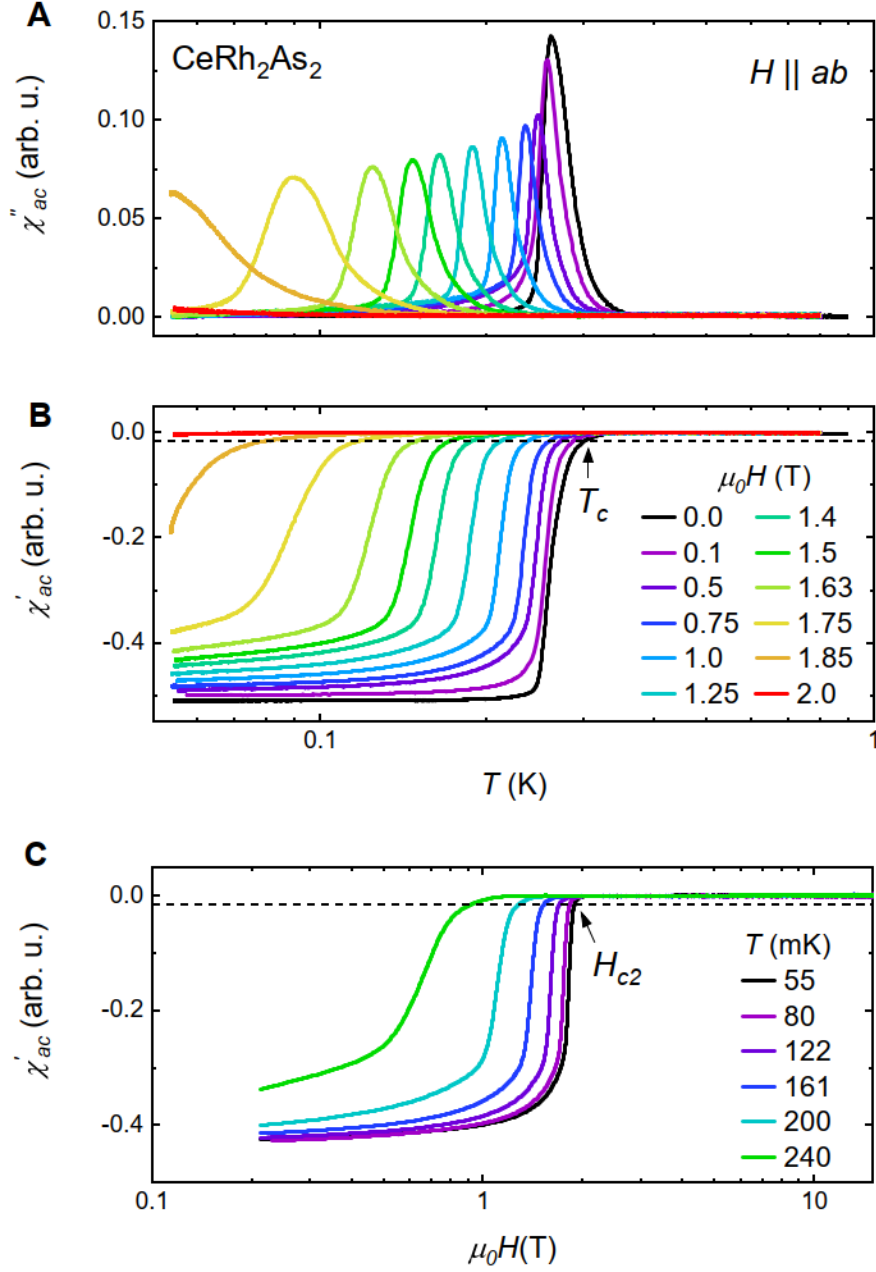 A
CeRh₂As₂
H || ab
χ''ac (arb. u.)
0.15
0.10
0.05
0.00
B
χ'ac (arb. u.)
0.0
-0.2
-0.4
Tc
μ₀H (T)
0.0 1.4
0.1 1.5
0.5 1.63
0.75 1.75
1.0 1.85
1.25 2.0
0.1 1
T (K)
C
χ'ac (arb. u.)
0.0
-0.2
-0.4
Hc2
T (mK)
55
80
122
161
200
240
0.1 1 10
μ₀H(T)